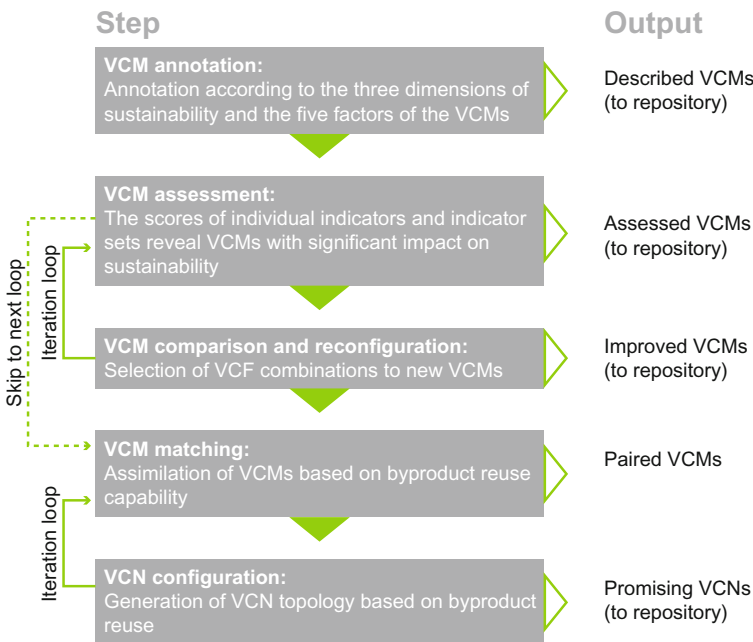 Step
Output
VCM annotation:
Annotation according to the three dimensions of
sustainability and the five factors of the VCMs
Described VCMs
(to repository)
VCM assessment:
The scores of individual indicators and indicator
sets reveal VCMs with significant impact on
sustainability
Assessed VCMs
(to repository)
Skip to next loop
Iteration loop
VCM comparison and reconfiguration:
Selection of VCF combinations to new VCMs
Improved VCMs
(to repository)
VCM matching:
Assimilation of VCMs based on byproduct reuse
capability
Paired VCMs
Iteration loop
VCN configuration:
Generation of VCN topology based on byproduct
reuse
Promising VCNs
(to repository)